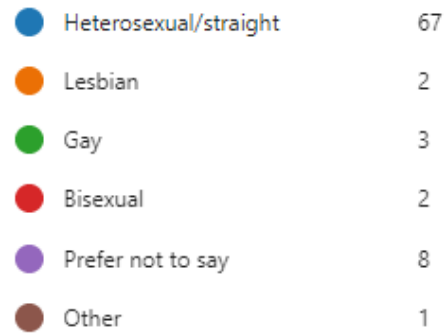 Heterosexual/straight 67
Lesbian 2
Gay 3
Bisexual 2
Prefer not to say 8
Other 1